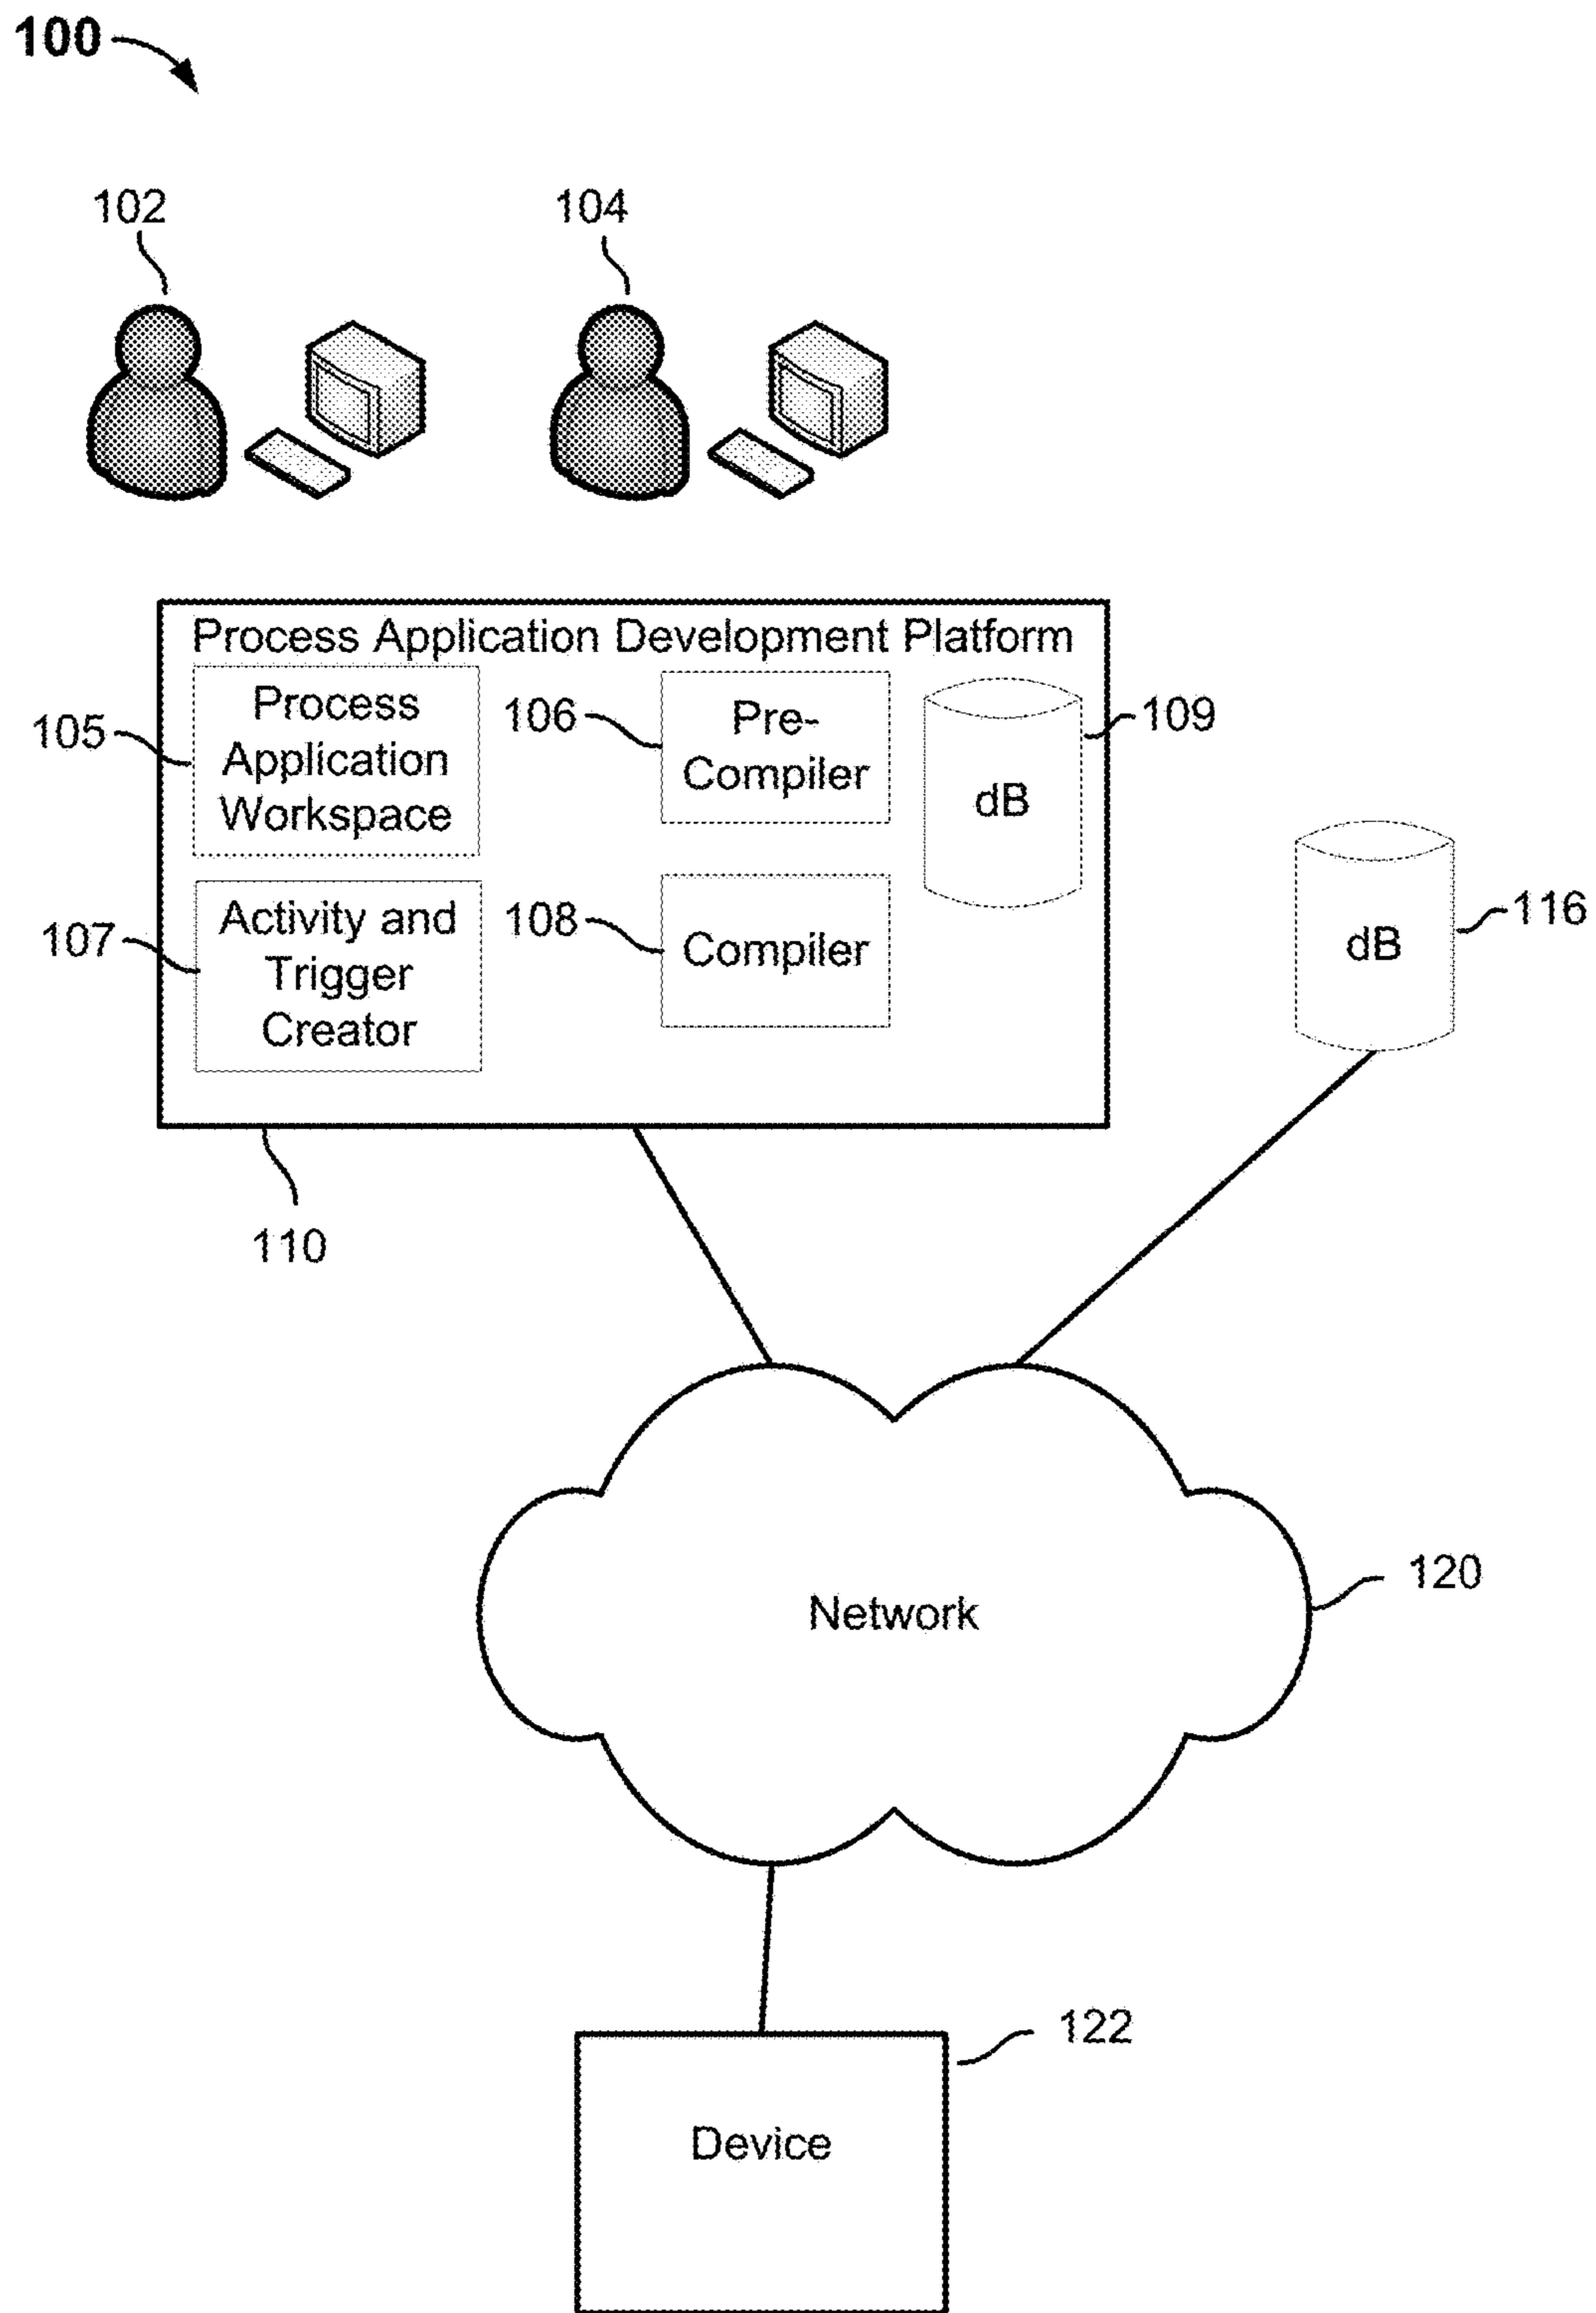 100
102
104
Process Application Development Platform
105
Process
Application
Workspace
106
Pre-
Compiler
dB
109
107
Activity and
Trigger
Creator
108
Compiler
dB
116
110
Network
120
122
Device